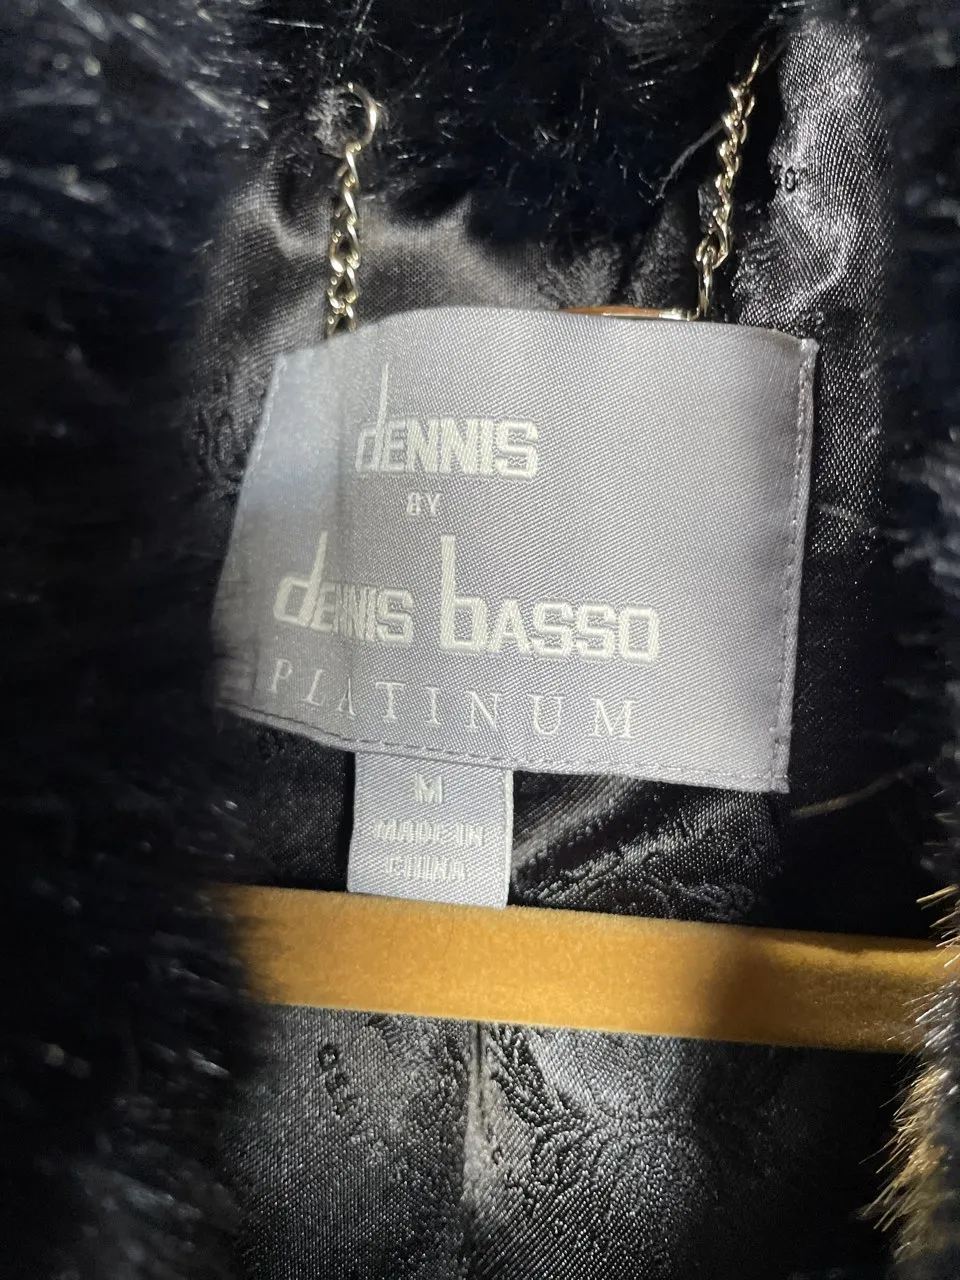 dENNIS
BY
dENNIS bASSO
PLATINUM
M
MADE IN
CHINA